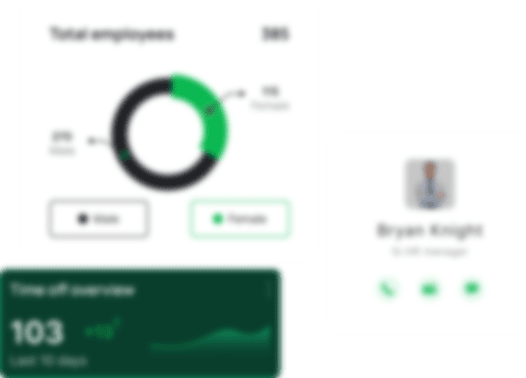 Total employees 385
115
Female
270
Male
Male Female
Bryan Knight
Sr.HR manager
Time off overview
103 +13
Last 10 days